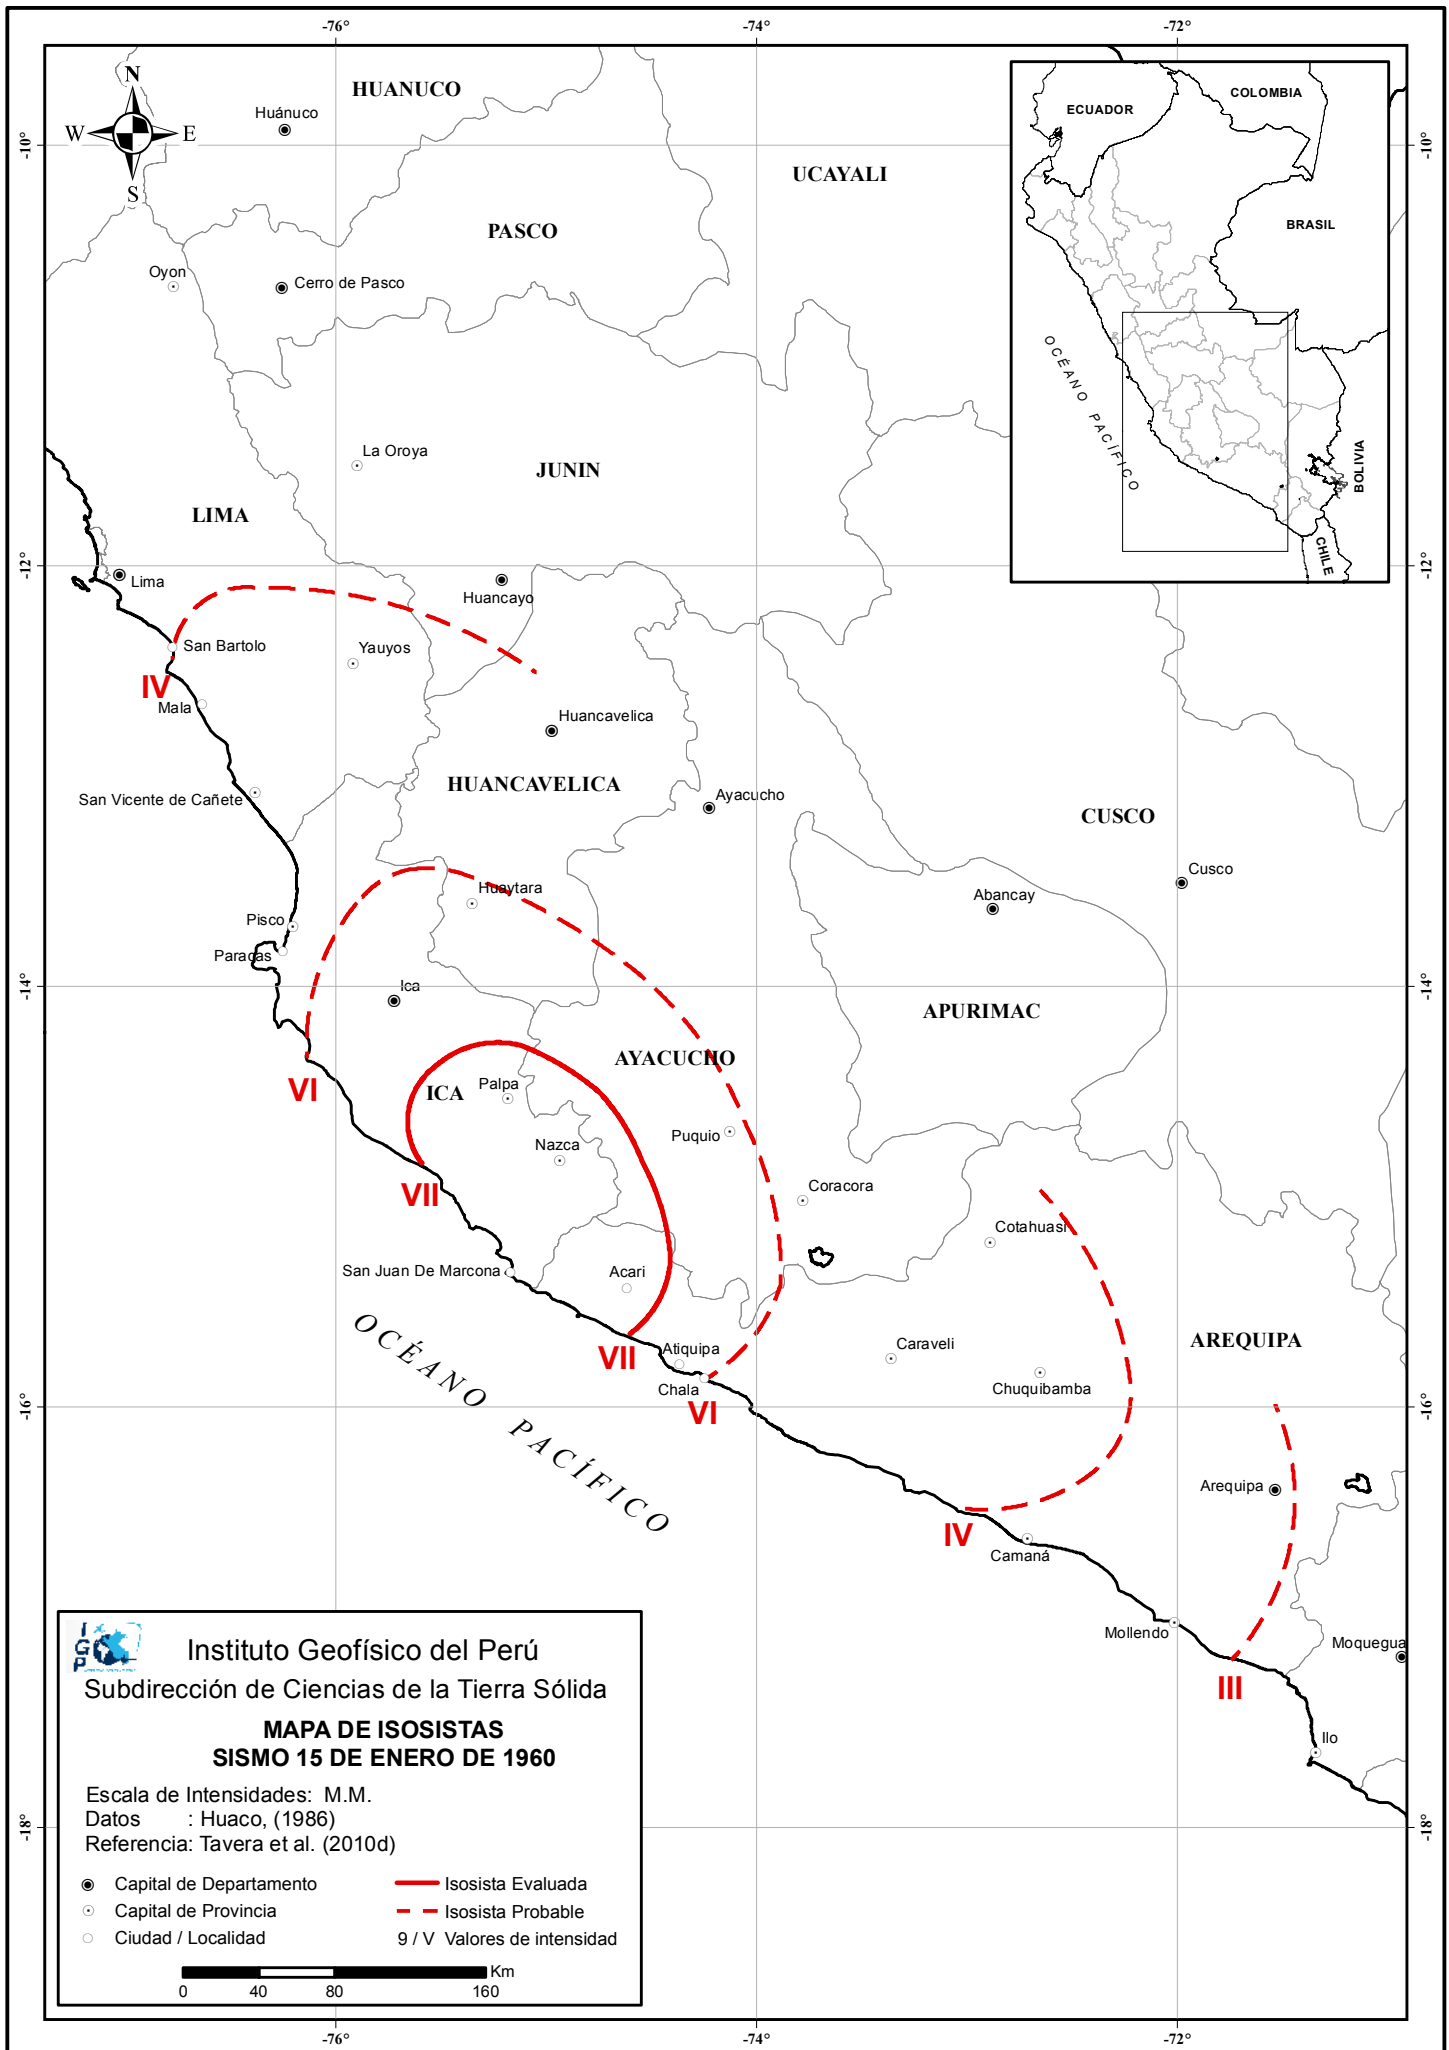 -76°
-74°
-72°
N
W
E
S
HUANUCO
Huánuco
-10°
UCAYALI
PASCO
Oyon
Cerro de Pasco
ECUADOR
COLOMBIA
BRASIL
OCÉANO PACÍFICO
BOLIVIA
CHILE
-10°
La Oroya
JUNIN
LIMA
-12°
Lima
Huancayo
-12°
San Bartolo
Yauyos
IV
Mala
Huancavelica
HUANCAVELICA
San Vicente de Cañete
Ayacucho
CUSCO
Cusco
Huaytara
Abancay
Pisco
Paracas
-14°
Ica
-14°
APURIMAC
AYACUCHO
VI
ICA
Palpa
Puquio
Nazca
VII
Coracora
Cotahuasi
San Juan De Marcona
Acari
OCÉANO PACÍFICO
VII
Atiquipa
Caraveli
AREQUIPA
Chala
Chuquibamba
VI
-16°
-16°
Arequipa
IV
Camaná
Mollendo
Moquegua
III
Ilo
IGP
Instituto Geofísico del Perú
Subdirección de Ciencias de la Tierra Sólida
MAPA DE ISOSISTAS
SISMO 15 DE ENERO DE 1960
Escala de Intensidades: M.M.
Datos : Huaco, (1986)
Referencia: Tavera et al. (2010d)
Capital de Departamento
Isosista Evaluada
Capital de Provincia
Isosista Probable
Ciudad / Localidad
9 / V Valores de intensidad
Km
0 40 80 160
-18°
-18°
-76°
-74°
-72°